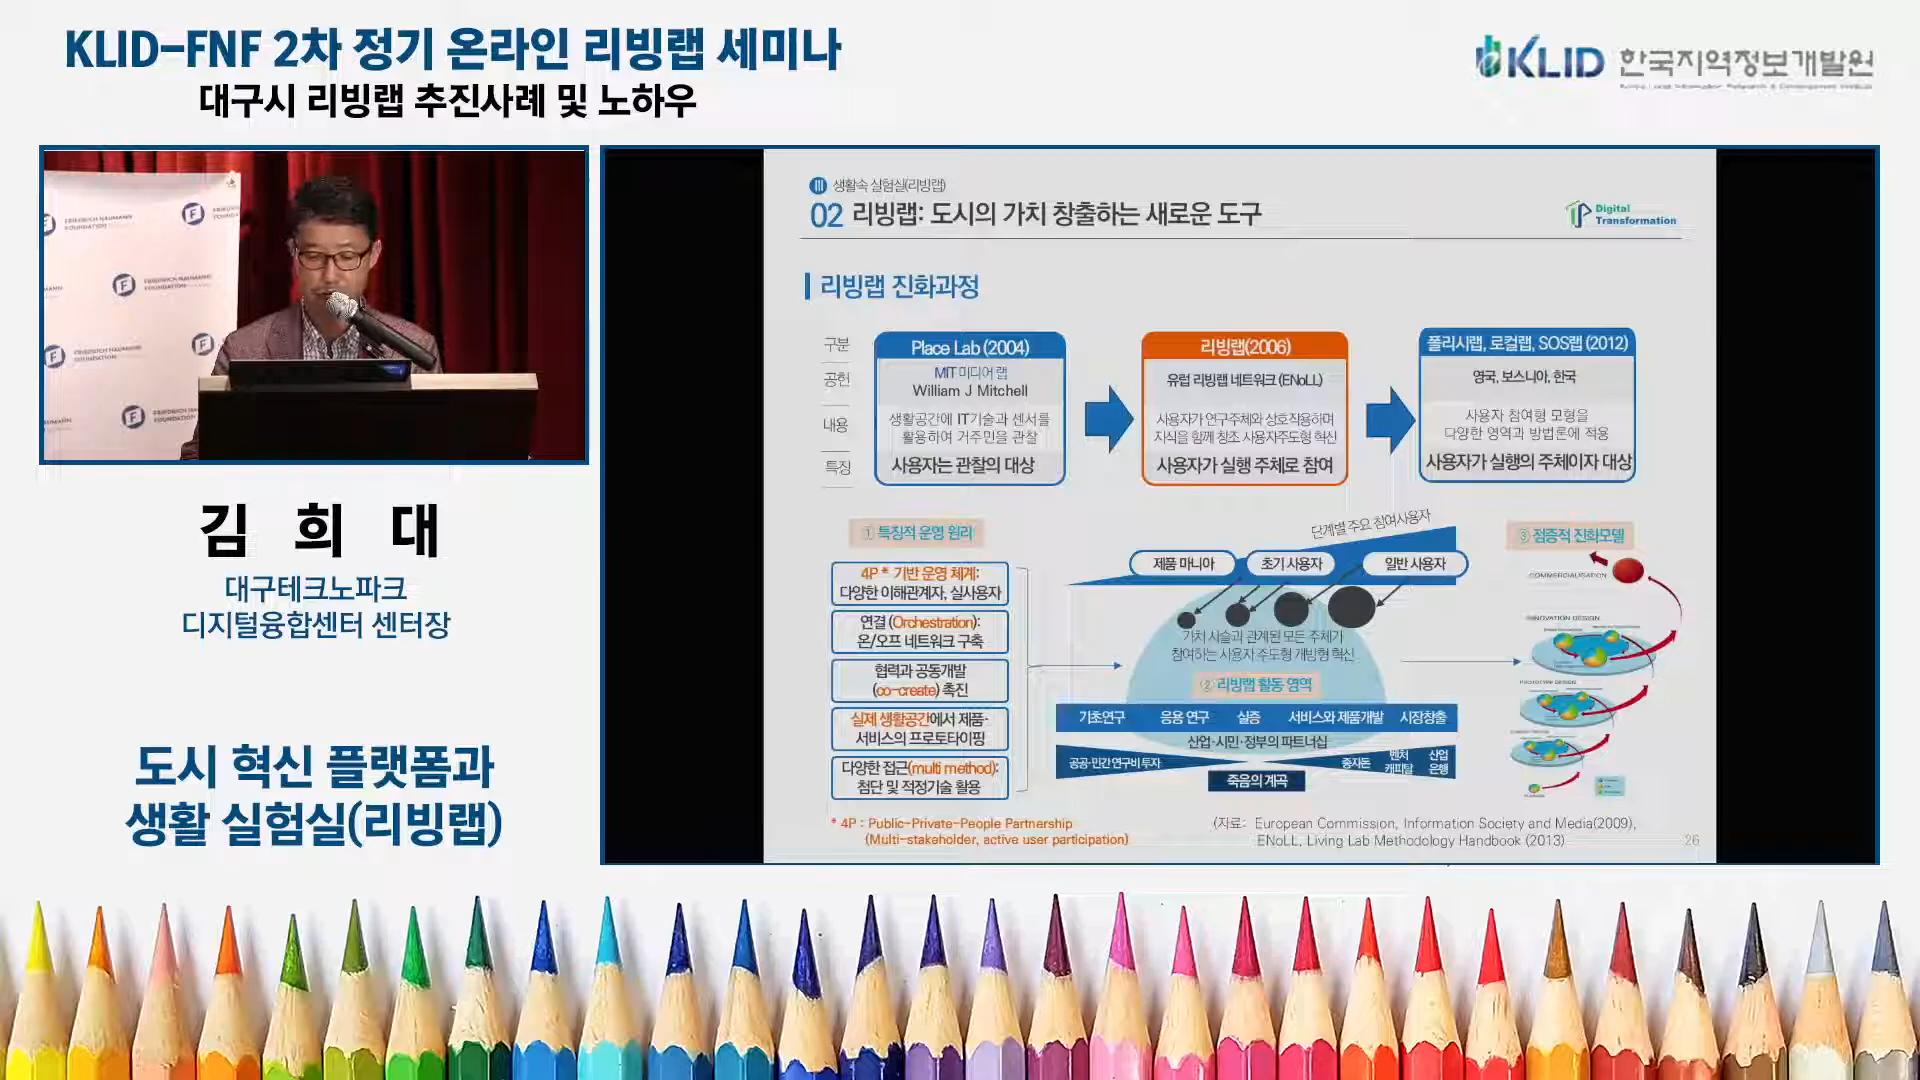 KLID-FNF 2차 정기 온라인 리빙랩 세미나
대구시 리빙랩 추진사례 및 노하우
KLID 한국지역정보개발원
FRIEDRICH NAUMANN
FOUNDATION
김 희 대
대구테크노파크
디지털융합센터 센터장
도시 혁신 플랫폼과
생활 실험실(리빙랩)
III 생활속 실험실(리빙랩)
02 리빙랩: 도시의 가치 창출하는 새로운 도구
Digital
Transformation
리빙랩 진화과정
구분
공헌
내용
특징
Place Lab (2004)
MIT 미디어 랩
William J Mitchell
생활공간에 IT기술과 센서를
활용하여 거주민을 관찰
사용자는 관찰의 대상
리빙랩(2006)
유럽 리빙랩 네트워크 (ENoLL)
사용자가 연구주체와 상호작용하며
지식을 함께 창조 사용자주도형 혁신
사용자가 실행 주체로 참여
폴리시랩, 로컬랩, SOS랩 (2012)
영국, 보스니아, 한국
사용자 참여형 모형을
다양한 영역과 방법론에 적용
사용자가 실행의 주체이자 대상
① 특징적 운영 원리
4P * 기반 운영 체계:
다양한 이해관계자, 실사용자
연결 (Orchestration):
온/오프 네트워크 구축
협력과 공동개발
(co-create) 촉진
실제 생활공간에서 제품·
서비스의 프로토타이핑
다양한 접근(multi method):
첨단 및 적정기술 활용
단계별 주요 참여사용자
제품 마니아
초기 사용자
일반 사용자
가치 사슬과 관계된 모든 주체가
참여하는 사용자 주도형 개방형 혁신
② 리빙랩 활동 영역
기초연구 응용 연구 실증 서비스와 제품개발 시장창출
산업·시민·정부의 파트너십
공공·민간 연구비 투자
종자돈
벤처
캐피탈
산업
은행
죽음의 계곡
③ 점증적 진화모델
COMMERCIALISATION
INNOVATION DESIGN
PROTOTYPE DESIGN
* 4P : Public-Private-People Partnership
(Multi-stakeholder, active user participation)
(자료: European Commission, Information Society and Media(2009),
ENoLL, Living Lab Methodology Handbook (2013)
26